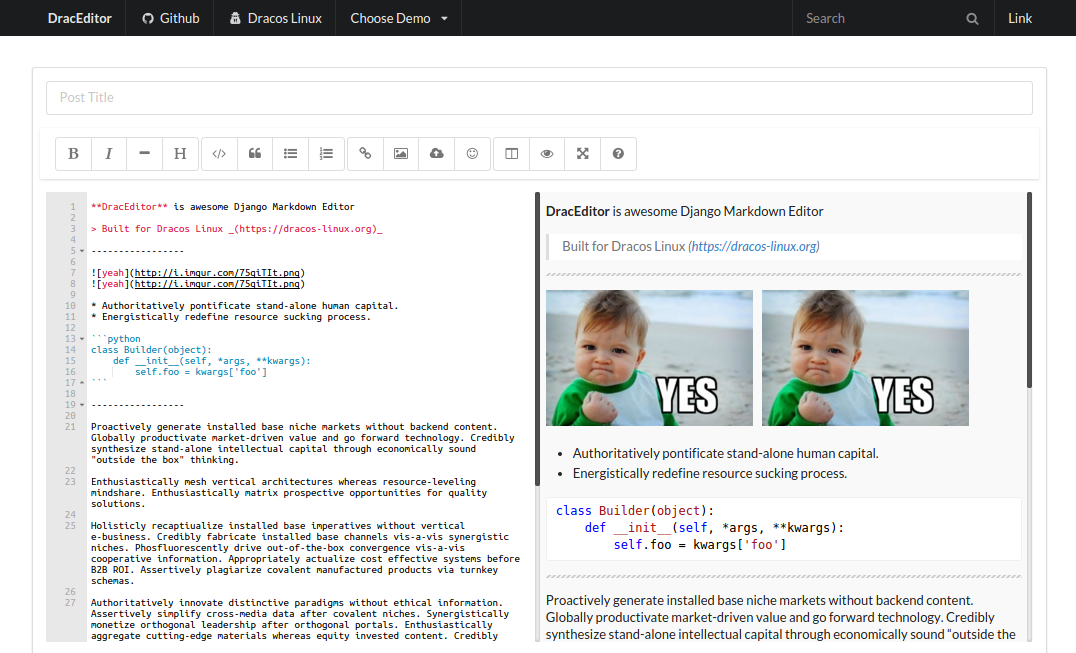 DracEditor Github Dracos Linux Choose Demo Search Link
Post Title
B I H
1 **DracEditor** is awesome Django Markdown Editor
2
3 > Built for Dracos Linux _(https://dracos-linux.org)_
4
5 -----------------
6
7 ![yeah](http://i.imgur.com/75qiTIt.png)
8 ![yeah](http://i.imgur.com/75qiTIt.png)
9
10 * Authoritatively pontificate stand-alone human capital.
11 * Energistically redefine resource sucking process.
12
13 ```python
14 class Builder(object):
15     def __init__(self, *args, **kwargs):
16         self.foo = kwargs['foo']
17 ```
18
19 -----------------
20
21 Proactively generate installed base niche markets without backend content.
Globally productivate market-driven value and go forward technology. Credibly
synthesize stand-alone intellectual capital through economically sound
"outside the box" thinking.
22
23 Enthusiastically mesh vertical architectures whereas resource-leveling
mindshare. Enthusiastically matrix prospective opportunities for quality
solutions.
24
25 Holisticly recaptiualize installed base imperatives without vertical
e-business. Credibly fabricate installed base channels vis-a-vis synergistic
niches. Phosfluorescently drive out-of-the-box convergence vis-a-vis
cooperative information. Appropriately actualize cost effective systems before
B2B ROI. Assertively plagiarize covalent manufactured products via turnkey
schemas.
26
27 Authoritatively innovate distinctive paradigms without ethical information.
Assertively simplify cross-media data after covalent niches. Synergistically
monetize orthogonal leadership after orthogonal portals. Enthusiastically
aggregate cutting-edge materials whereas equity invested content. Credibly
DracEditor is awesome Django Markdown Editor
Built for Dracos Linux (https://dracos-linux.org)
YES YES
• Authoritatively pontificate stand-alone human capital.
• Energistically redefine resource sucking process.
class Builder(object):
    def __init__(self, *args, **kwargs):
        self.foo = kwargs['foo']
Proactively generate installed base niche markets without backend content.
Globally productivate market-driven value and go forward technology. Credibly
synthesize stand-alone intellectual capital through economically sound “outside the